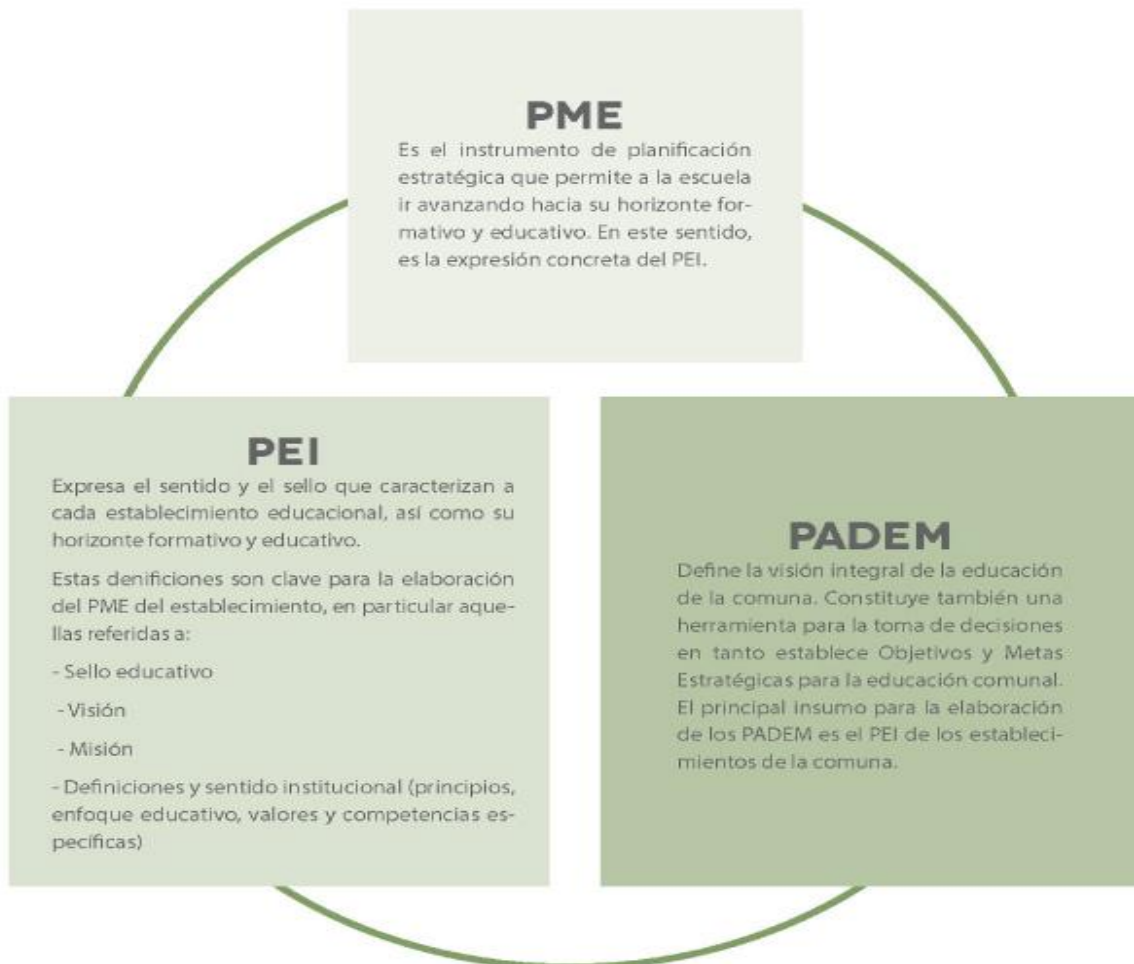 PME
Es el instrumento de planificación
estratégica que permite a la escuela
ir avanzando hacia su horizonte for-
mativo y educativo. En este sentido,
es la expresión concreta del PEI.
PEI
Expresa el sentido y el sello que caracterizan a
cada establecimiento educacional, así como su
horizonte formativo y educativo.
Estas denificiones son clave para la elaboración
del PME del establecimiento, en particular aque-
llas referidas a:
- Sello educativo
- Visión
- Misión
- Definiciones y sentido institucional (principios,
enfoque educativo, valores y competencias es-
pecíficas)
PADEM
Define la visión integral de la educación
de la comuna. Constituye también una
herramienta para la toma de decisiones
en tanto establece Objetivos y Metas
Estratégicas para la educación comunal.
El principal insumo para la elaboración
de los PADEM es el PEI de los estableci-
mientos de la comuna.